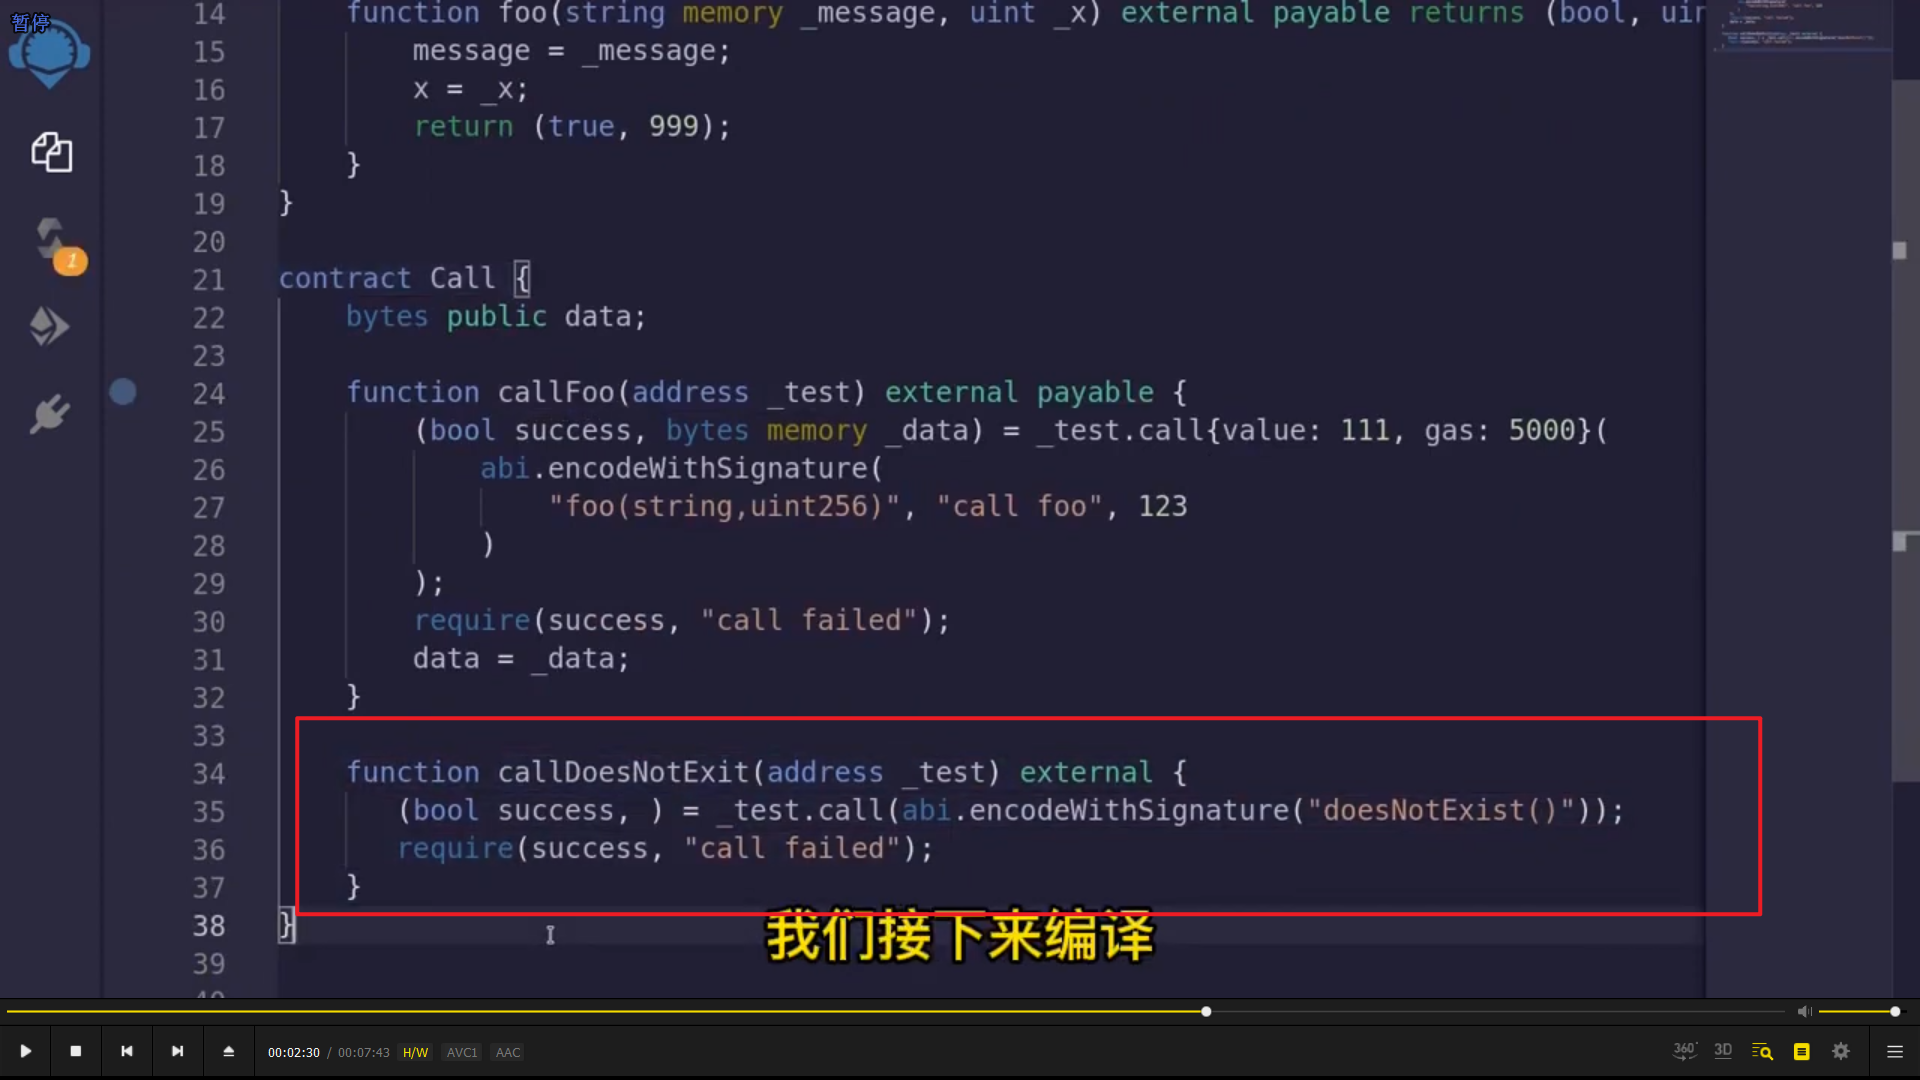 暂停
14 function foo(string memory _message, uint _x) external payable returns (bool, uin
15 message = _message;
16 x = _x;
17 return (true, 999);
18 }
19 }
20
21 contract Call {
22 bytes public data;
23
24 function callFoo(address _test) external payable {
25 (bool success, bytes memory _data) = _test.call{value: 111, gas: 5000}(
26 abi.encodeWithSignature(
27 "foo(string,uint256)", "call foo", 123
28 )
29 );
30 require(success, "call failed");
31 data = _data;
32 }
33
34 function callDoesNotExit(address _test) external {
35 (bool success, ) = _test.call(abi.encodeWithSignature("doesNotExist()"));
36 require(success, "call failed");
37 }
38 }
39
40
1
我们接下来编译
00:02:30 / 00:07:43 H/W AVC1 AAC
360° 3D